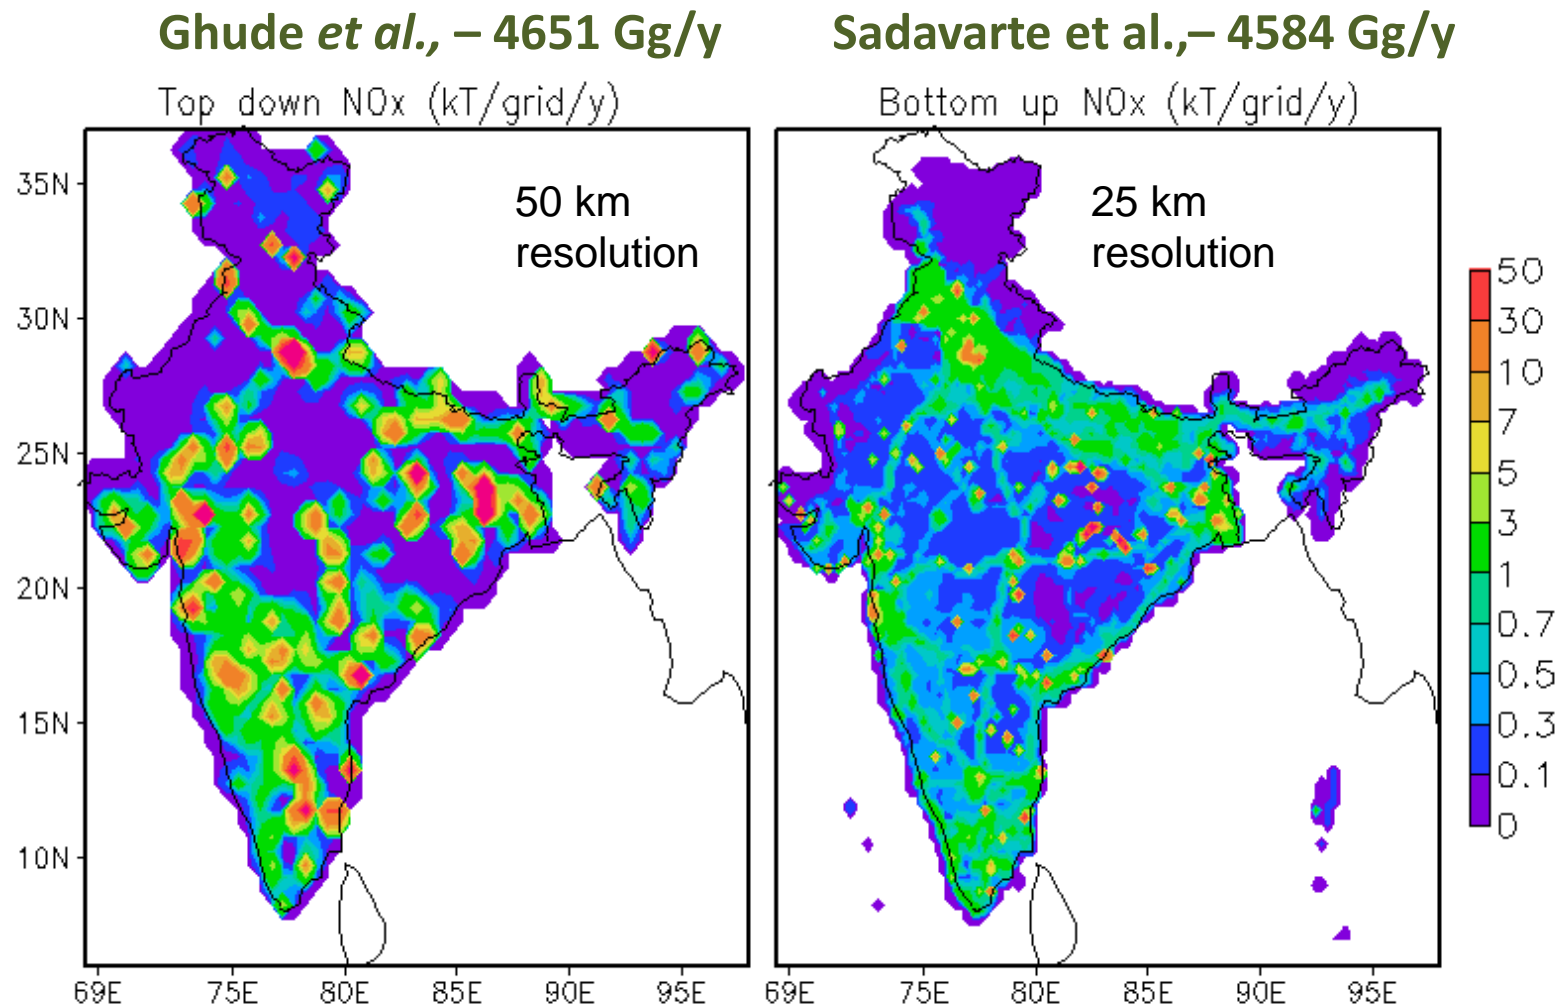 Ghude et al., – 4651 Gg/y
Sadavarte et al.,– 4584 Gg/y
Top down NOx (kT/grid/y)
Bottom up NOx (kT/grid/y)
50 km
resolution
25 km
resolution
35N
30N
25N
20N
15N
10N
69E 75E 80E 85E 90E 95E
69E 75E 80E 85E 90E 95E
50
30
10
7
5
3
1
0.7
0.5
0.3
0.1
0